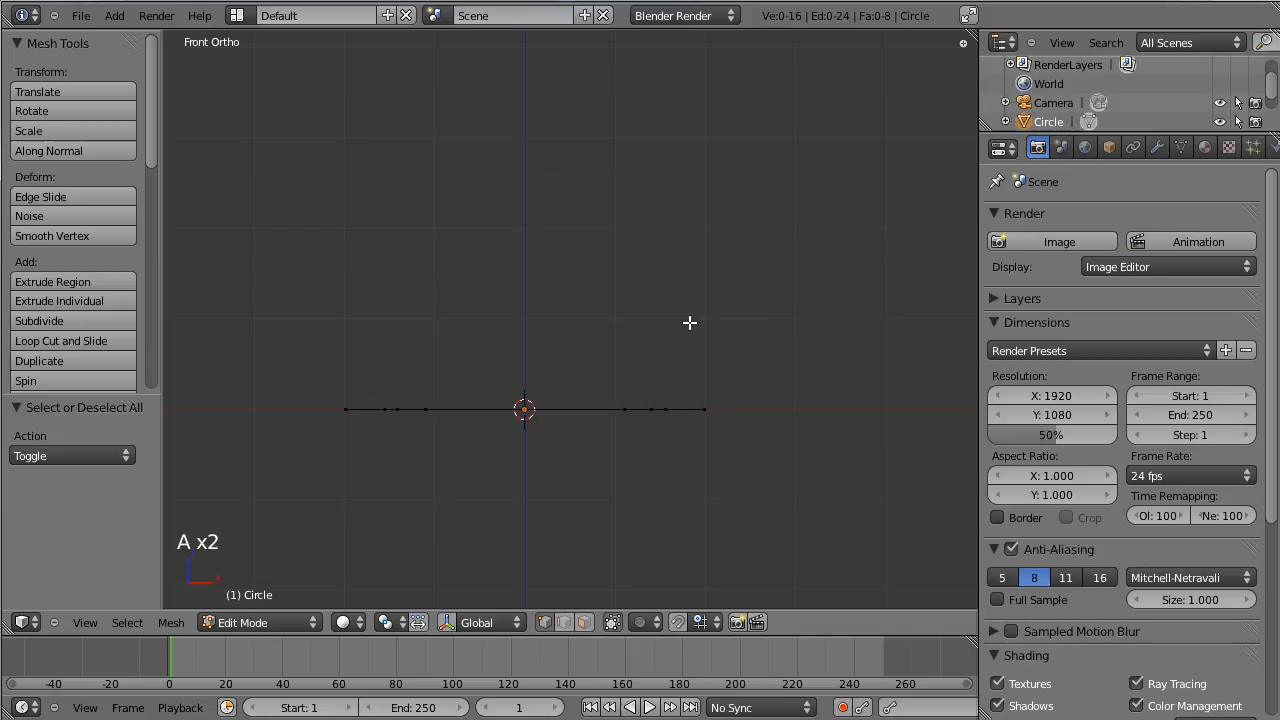 File Add Render Help Default Scene Blender Render Ve:0-16 | Ed:0-24 | Fa:0-8 | Circle
Mesh Tools
Transform:
Translate
Rotate
Scale
Along Normal
Deform:
Edge Slide
Noise
Smooth Vertex
Add:
Extrude Region
Extrude Individual
Subdivide
Loop Cut and Slide
Duplicate
Spin
Select or Deselect All
Action
Toggle
Front Ortho
A x2
x
(1) Circle
View Select Mesh Edit Mode Global
-40 -20 0 20 40 60 80 100 120 140 160 180 200 220 240 260
View Frame Playback Start: 1 End: 250 1 No Sync
View Search All Scenes
RenderLayers |
World
Camera |
Circle |
Scene
Render
Image Animation
Display: Image Editor
Layers
Dimensions
Render Presets
Resolution: Frame Range:
X: 1920 Start: 1
Y: 1080 End: 250
50% Step: 1
Aspect Ratio: Frame Rate:
X: 1.000 24 fps
Y: 1.000 Time Remapping:
Border Crop Ol: 100 Ne: 100
Anti-Aliasing
5 8 11 16 Mitchell-Netravali
Full Sample Size: 1.000
Sampled Motion Blur
Shading
Textures Ray Tracing
Shadows Color Management